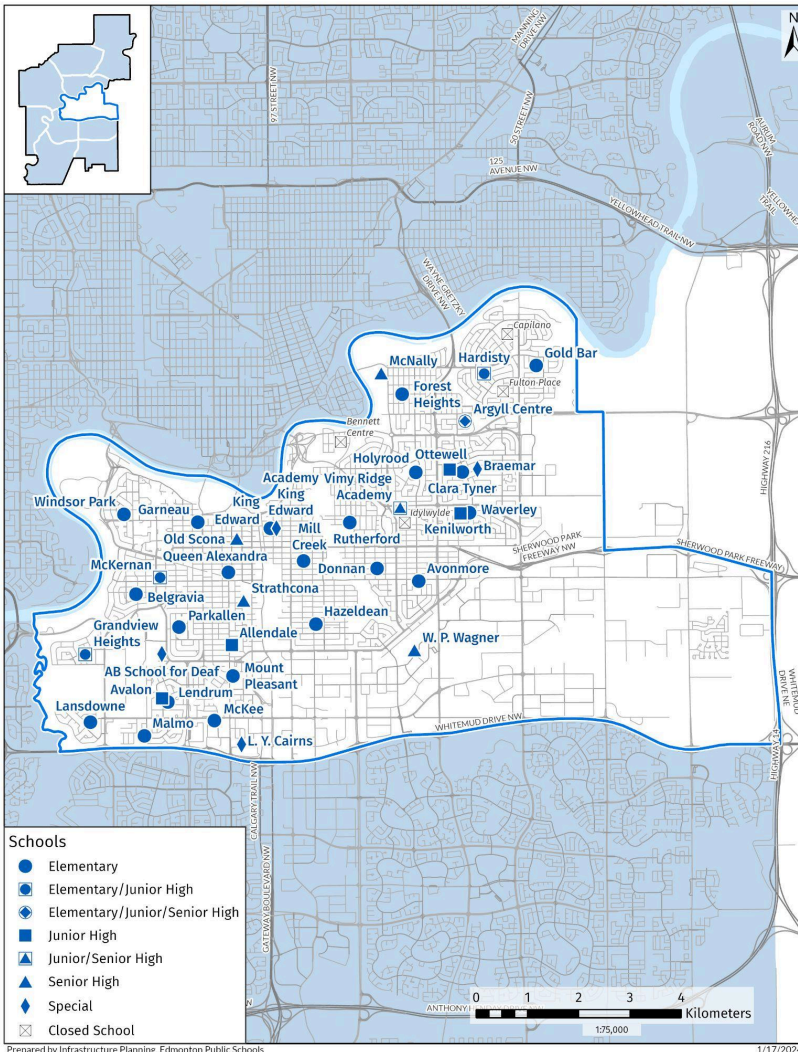 N
MANNING
DRIVE NW
97 STREET NW
50 STREET NW
AURUM
ROAD NW
125
AVENUE NW
YELLOWHEAD TRAIL NW
TRAIL
WAYNE GRETZKY
DRIVE NW
Capilano
McNally
Hardisty
Gold Bar
Forest
Heights
Fulton Place
Argyll Centre
Bennett
Centre
Holyrood
Ottewell
Braemar
Clara Tyner
HIGHWAY 216
Academy
King
Edward
Vimy Ridge
Academy
King
Edward
Windsor Park
Garneau
Idylwylde
Waverley
Kenilworth
Old Scona
Mill
Creek
Rutherford
SHERWOOD PARK
FREEWAY NW
SHERWOOD PARK FREEWAY
McKernan
Queen Alexandra
Donnan
Avonmore
Belgravia
Strathcona
Parkallen
Hazeldean
Grandview
Heights
Allendale
W. P. Wagner
AB School for Deaf
Mount
Pleasant
Avalon
Lendrum
Lansdowne
McKee
Malmo
WHITEMUD DRIVE NW
WHITEMUD
DRIVE NE
L. Y. Cairns
HIGHWAY 14
CALGARY TRAIL NW
GATEWAY BOULEVARD NW
Schools
Elementary
Elementary/Junior High
Elementary/Junior/Senior High
Junior High
Junior/Senior High
Senior High
Special
Closed School
0 1 2 3 4
Kilometers
1:75,000
Prepared by Infrastructure Planning, Edmonton Public Schools